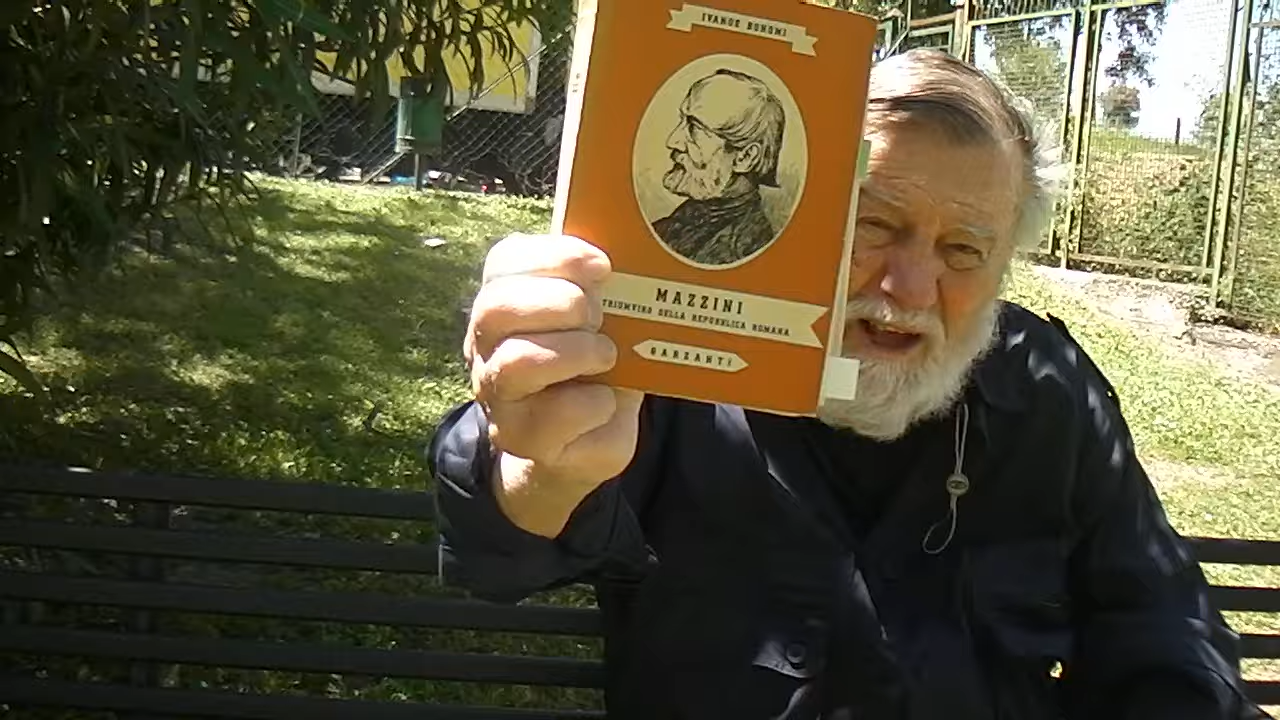 IVANOE BONOMI
MAZZINI
TRIUMVIRO DELLA REPUBBLICA ROMANA
GARZANTI